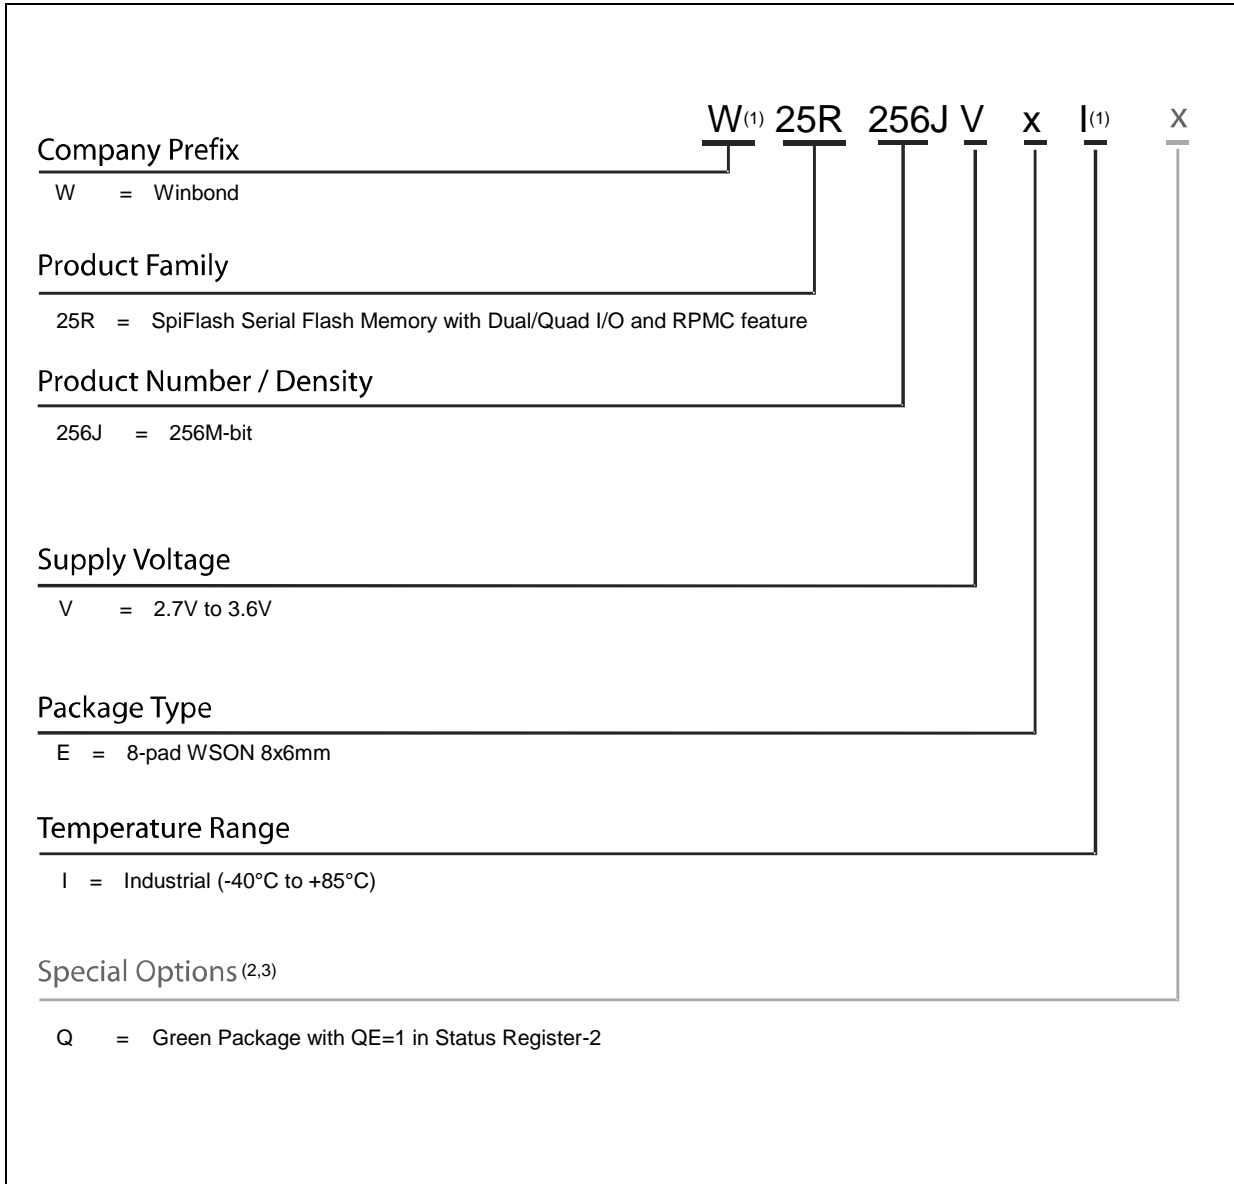 W(1) 25R 256J V x I(1) x
Company Prefix
W = Winbond
Product Family
25R = SpiFlash Serial Flash Memory with Dual/Quad I/O and RPMC feature
Product Number / Density
256J = 256M-bit
Supply Voltage
V = 2.7V to 3.6V
Package Type
E = 8-pad WSON 8x6mm
Temperature Range
I = Industrial (-40°C to +85°C)
Special Options (2,3)
Q = Green Package with QE=1 in Status Register-2